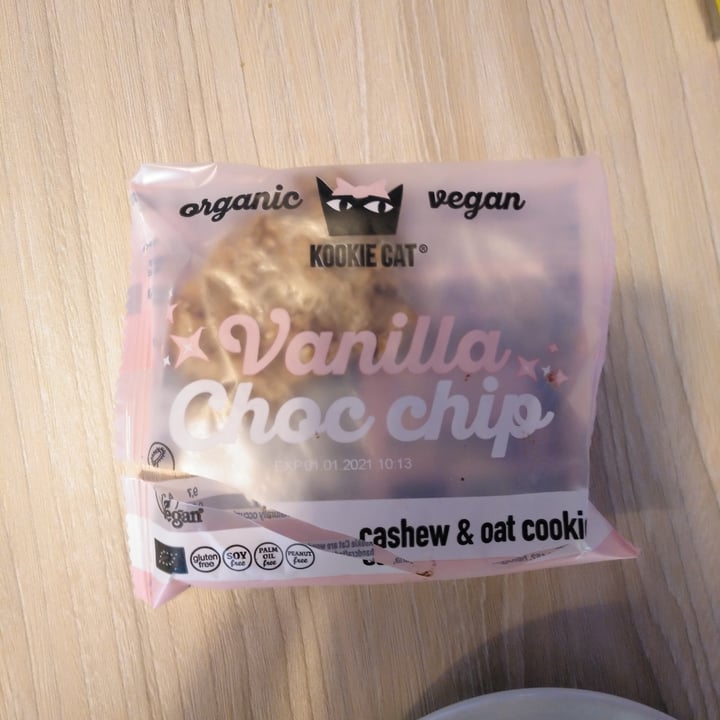 organic vegan
KOOKIE CAT®
Vanilla
Choc chip
EXP 01.01.2021 10:13
egan
cashew & oat cooki
gluten free
SOY free
PALM OIL free
PEANUT free